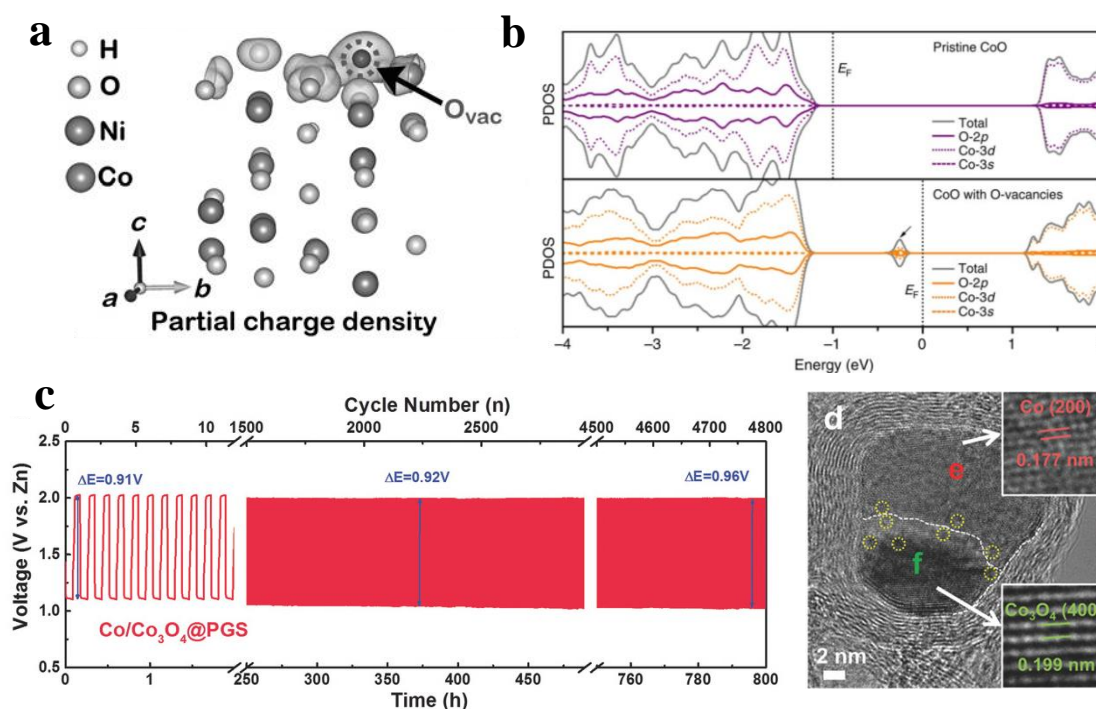 a
H
O
Ni
Co
O_vac
c
b
a
Partial charge density
b
Pristine CoO
E_F
PDOS
Total
O-2p
Co-3d
Co-3s
CoO with O-vacancies
PDOS
Total
O-2p
Co-3d
Co-3s
E_F
-4 -3 -2 -1 0 1
Energy (eV)
c
Cycle Number (n)
0 5 10 1500 2000 2500 4500 4600 4700 4800
2.5
2.0
1.5
1.0
0.5
Voltage (V vs. Zn)
ΔE=0.91V
ΔE=0.92V
ΔE=0.96V
Co/Co₃O₄@PGS
0 1 250 400 450 760 780 800
Time (h)
d
Co (200)
0.177 nm
e
f
Co₃O₄ (400
0.199 nm
2 nm